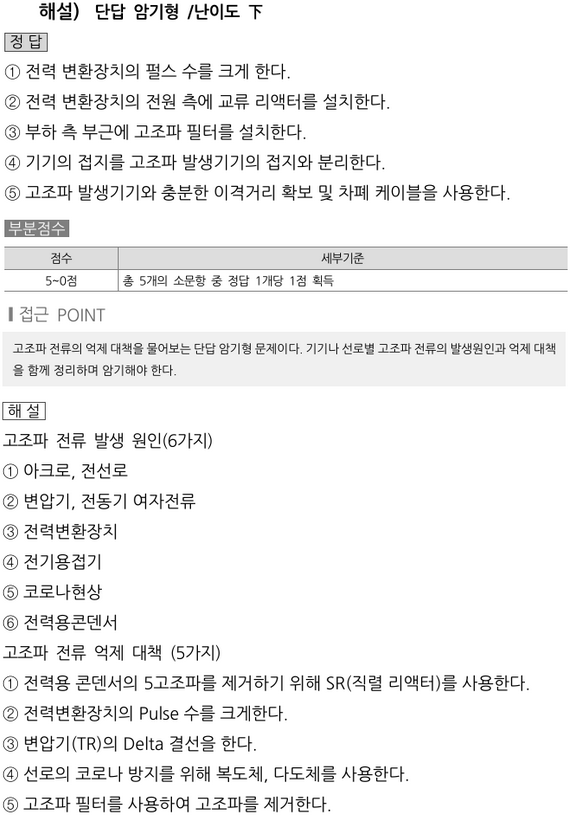 해설) 단답 암기형 /난이도 下
정 답
① 전력 변환장치의 펄스 수를 크게 한다.
② 전력 변환장치의 전원 측에 교류 리액터를 설치한다.
③ 부하 측 부근에 고조파 필터를 설치한다.
④ 기기의 접지를 고조파 발생기기의 접지와 분리한다.
⑤ 고조파 발생기기와 충분한 이격거리 확보 및 차폐 케이블을 사용한다.
부분점수
점수 세부기준
5~0점 총 5개의 소문항 중 정답 1개당 1점 획득
접근 POINT
고조파 전류의 억제 대책을 물어보는 단답 암기형 문제이다. 기기나 선로별 고조파 전류의 발생원인과 억제 대책
을 함께 정리하며 암기해야 한다.
해 설
고조파 전류 발생 원인(6가지)
① 아크로, 전선로
② 변압기, 전동기 여자전류
③ 전력변환장치
④ 전기용접기
⑤ 코로나현상
⑥ 전력용콘덴서
고조파 전류 억제 대책 (5가지)
① 전력용 콘덴서의 5고조파를 제거하기 위해 SR(직렬 리액터)를 사용한다.
② 전력변환장치의 Pulse 수를 크게한다.
③ 변압기(TR)의 Delta 결선을 한다.
④ 선로의 코로나 방지를 위해 복도체, 다도체를 사용한다.
⑤ 고조파 필터를 사용하여 고조파를 제거한다.